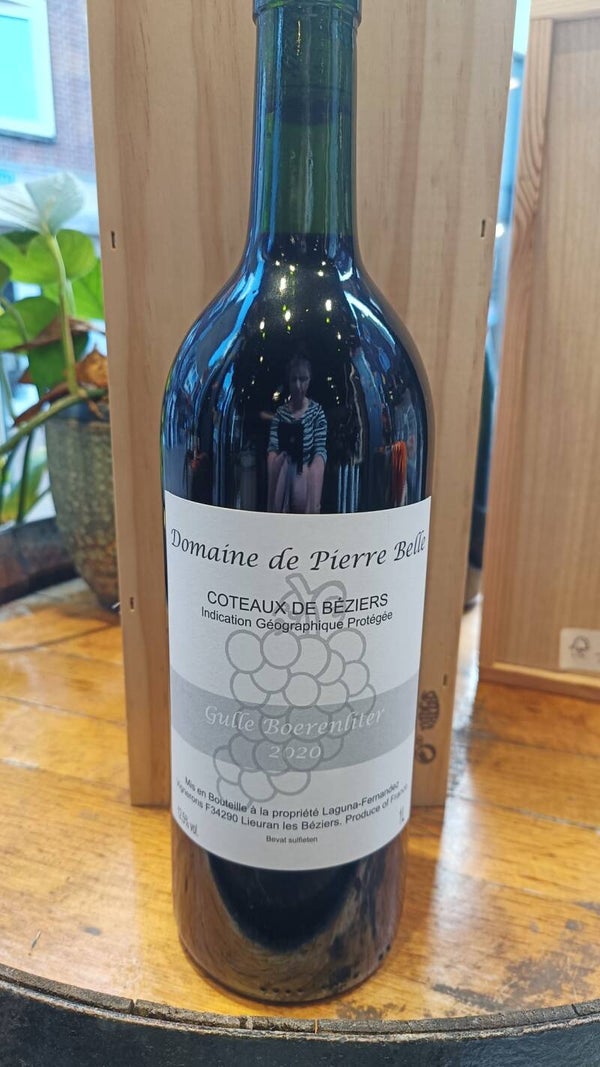 Domaine de Pierre Belle
COTEAUX DE BÉZIERS
Indication Géographique Protégée
Gulle Boerenliter
2020
Mis en Bouteille à la propriété Laguna-Fernandez
Vignerons F34290 Lieuran les Béziers. Produce of France
vol. 1L
Bevat sulfieten